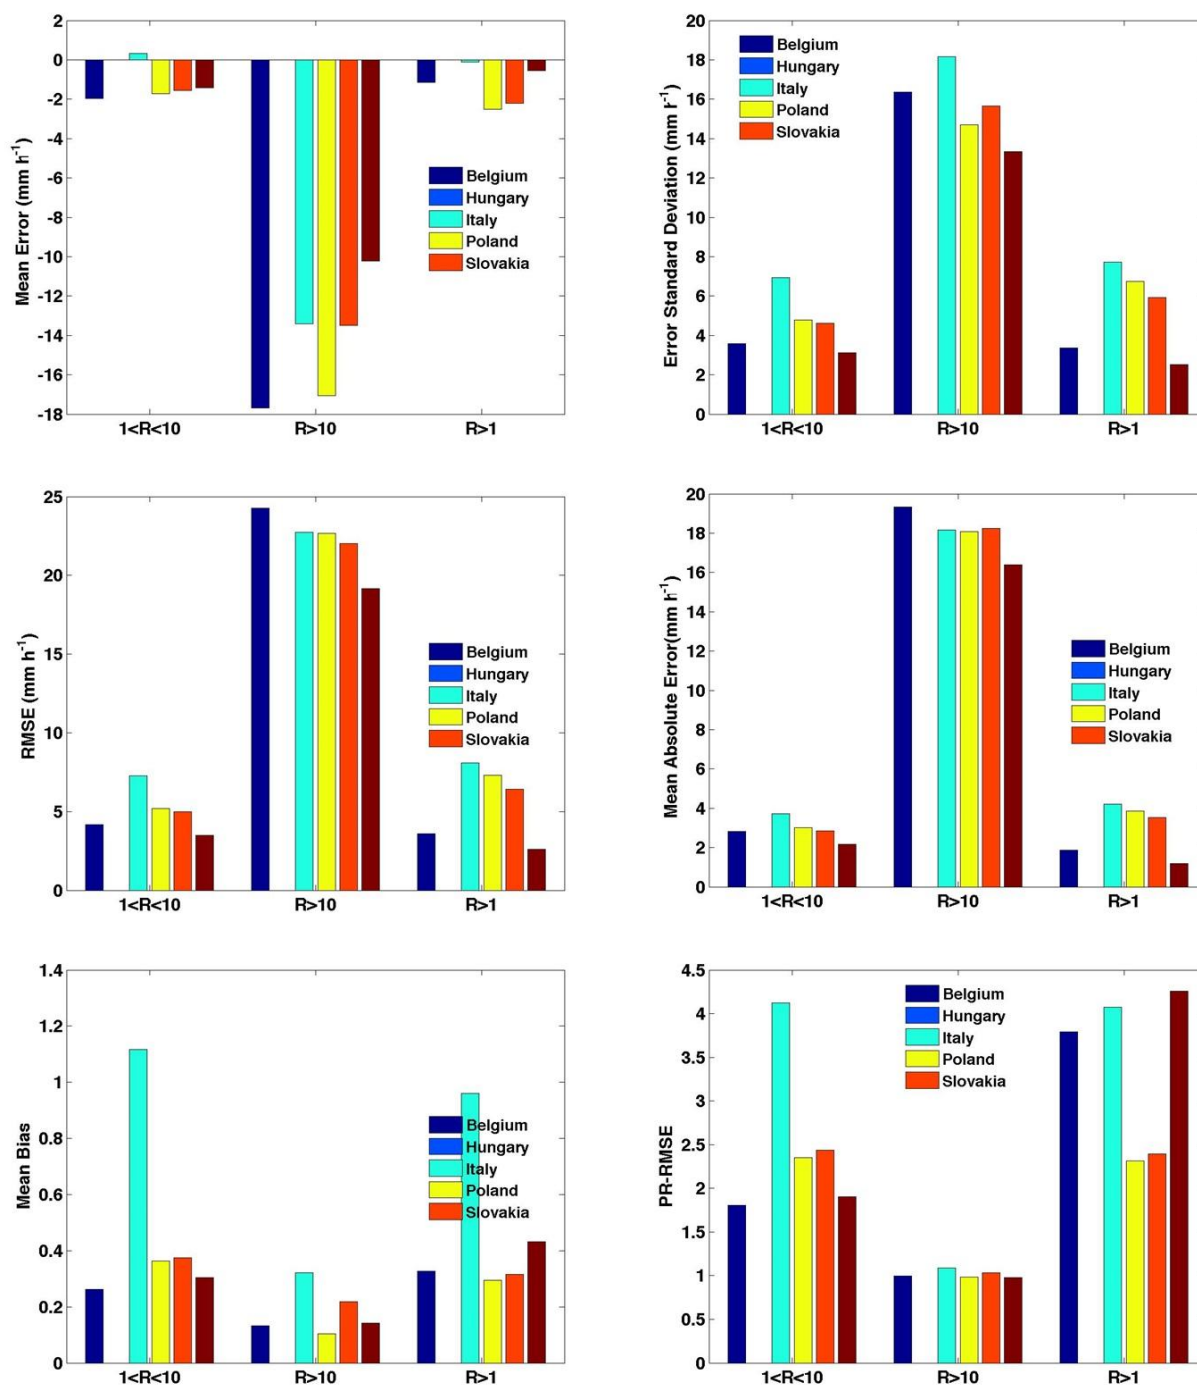 2
0
-2
-4
-6
-8
-10
-12
-14
-16
-18
Mean Error (mm h-1)
Belgium
Hungary
Italy
Poland
Slovakia
1<R<10 R>10 R>1
20
18
16
14
12
10
8
6
4
2
0
Error Standard Deviation (mm h-1)
Belgium
Hungary
Italy
Poland
Slovakia
1<R<10 R>10 R>1
25
20
15
10
5
0
RMSE (mm h-1)
Belgium
Hungary
Italy
Poland
Slovakia
1<R<10 R>10 R>1
20
18
16
14
12
10
8
6
4
2
0
Mean Absolute Error(mm h-1)
Belgium
Hungary
Italy
Poland
Slovakia
1<R<10 R>10 R>1
1.4
1.2
1
0.8
0.6
0.4
0.2
0
Mean Bias
Belgium
Hungary
Italy
Poland
Slovakia
1<R<10 R>10 R>1
4.5
4
3.5
3
2.5
2
1.5
1
0.5
0
PR-RMSE
Belgium
Hungary
Italy
Poland
Slovakia
1<R<10 R>10 R>1